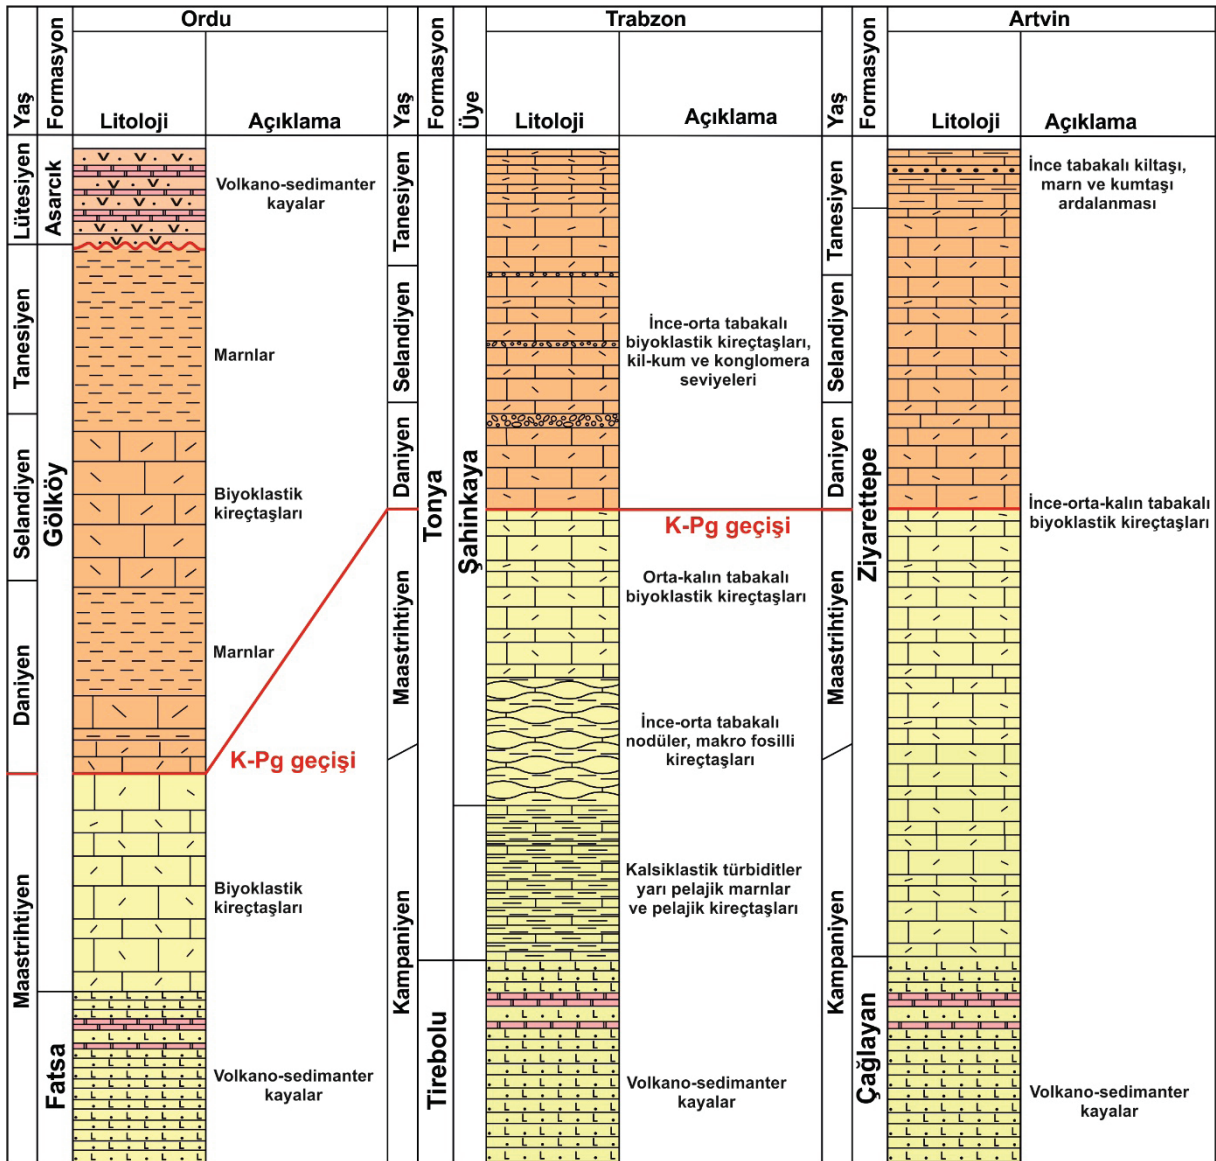 Ordu
Trabzon
Artvin
Yaş
Formasyon
Litoloji
Açıklama
Yaş
Formasyon
Üye
Litoloji
Açıklama
Yaş
Formasyon
Litoloji
Açıklama
Lütesiyen
Tanesiyen
Selandiyen
Daniyen
Maastrihtiyen
Asarcık
Gölköy
Fatsa
Volkano-sedimanter
kayalar
Marnlar
Biyoklastik
kireçtaşları
Marnlar
K-Pg geçişi
Biyoklastik
kireçtaşları
Volkano-sedimanter
kayalar
Tanesiyen
Selandiyen
Daniyen
Maastrihtiyen
Kampaniyen
Tonya
Tirebolu
Şahinkaya
İnce-orta tabakalı
biyoklastik kireçtaşları,
kil-kum ve konglomera
seviyeleri
K-Pg geçişi
Orta-kalın tabakalı
biyoklastik kireçtaşları
İnce-orta tabakalı
nodüler, makro fosilli
kireçtaşları
Kalsiklastik türbiditler
yarı pelajik marnlar
ve pelajik kireçtaşları
Volkano-sedimanter
kayalar
Tanesiyen
Selandiyen
Daniyen
Maastrihtiyen
Kampaniyen
Ziyarettepe
Çağlayan
İnce tabakalı kiltaşı,
marn ve kumtaşı
ardalanması
İnce-orta-kalın tabakalı
biyoklastik kireçtaşları
Volkano-sedimanter
kayalar